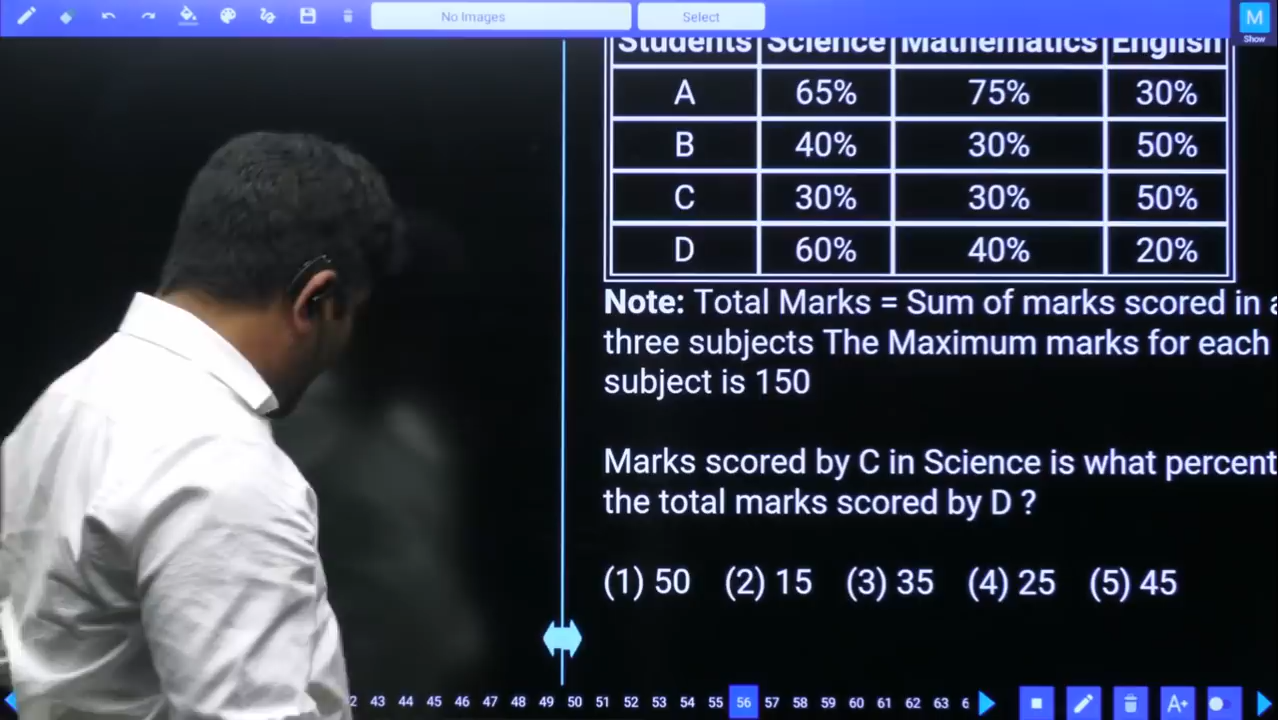 No Images
Select
M
Show
Students Science Mathematics English
A 65% 75% 30%
B 40% 30% 50%
C 30% 30% 50%
D 60% 40% 20%
Note: Total Marks = Sum of marks scored in
three subjects The Maximum marks for each
subject is 150
Marks scored by C in Science is what percent
the total marks scored by D ?
(1) 50 (2) 15 (3) 35 (4) 25 (5) 45
2 43 44 45 46 47 48 49 50 51 52 53 54 55 56 57 58 59 60 61 62 63 6
A+